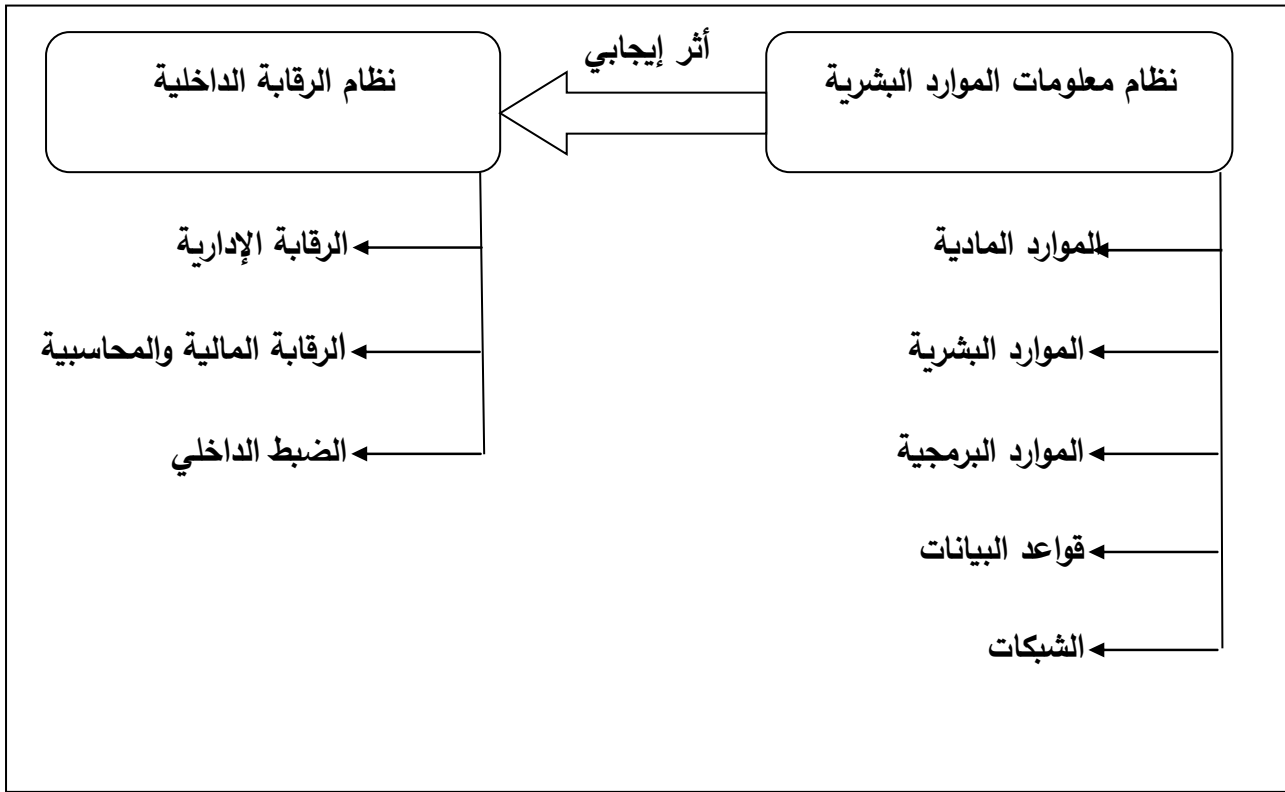 نظام معلومات الموارد البشرية
أثر إيجابي
نظام الرقابة الداخلية
الموارد المادية
الموارد البشرية
الموارد البرمجية
قواعد البيانات
الشبكات
الرقابة الإدارية
الرقابة المالية والمحاسبية
الضبط الداخلي